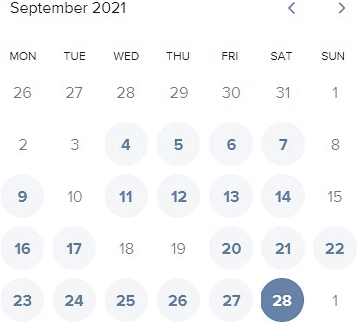 September 2021
MON TUE WED THU FRI SAT SUN
26 27 28 29 30 31 1
2 3 4 5 6 7 8
9 10 11 12 13 14 15
16 17 18 19 20 21 22
23 24 25 26 27 28 1